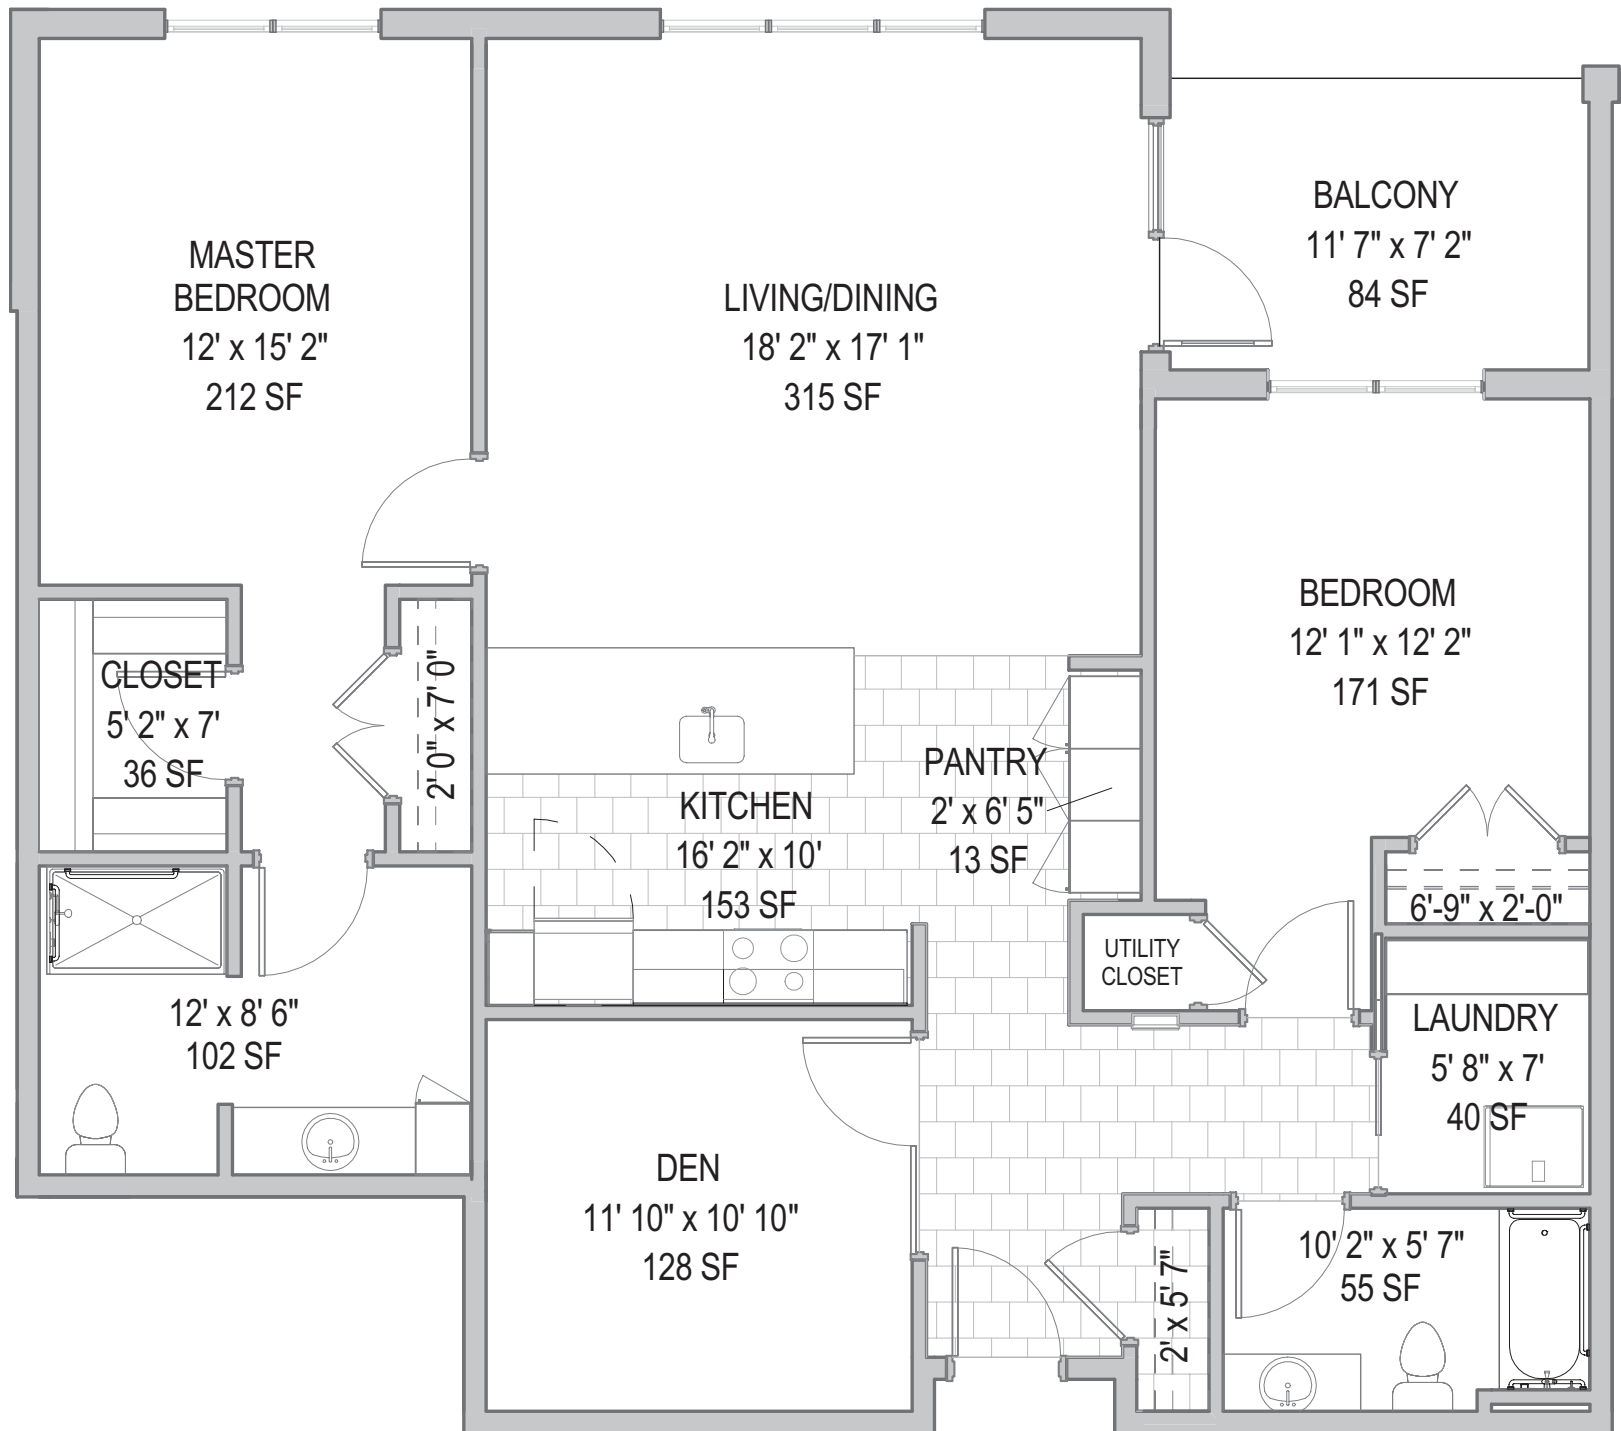 MASTER
BEDROOM
12' x 15' 2"
212 SF
LIVING/DINING
18' 2" x 17' 1"
315 SF
BALCONY
11' 7" x 7' 2"
84 SF
CLOSET
5' 2" x 7'
36 SF
2' 0" x 7' 0"
KITCHEN
16' 2" x 10'
153 SF
PANTRY
2' x 6' 5"
13 SF
BEDROOM
12' 1" x 12' 2"
171 SF
6'-9" x 2'-0"
UTILITY
CLOSET
12' x 8' 6"
102 SF
LAUNDRY
5' 8" x 7'
40 SF
DEN
11' 10" x 10' 10"
128 SF
2' x 5' 7"
10' 2" x 5' 7"
55 SF